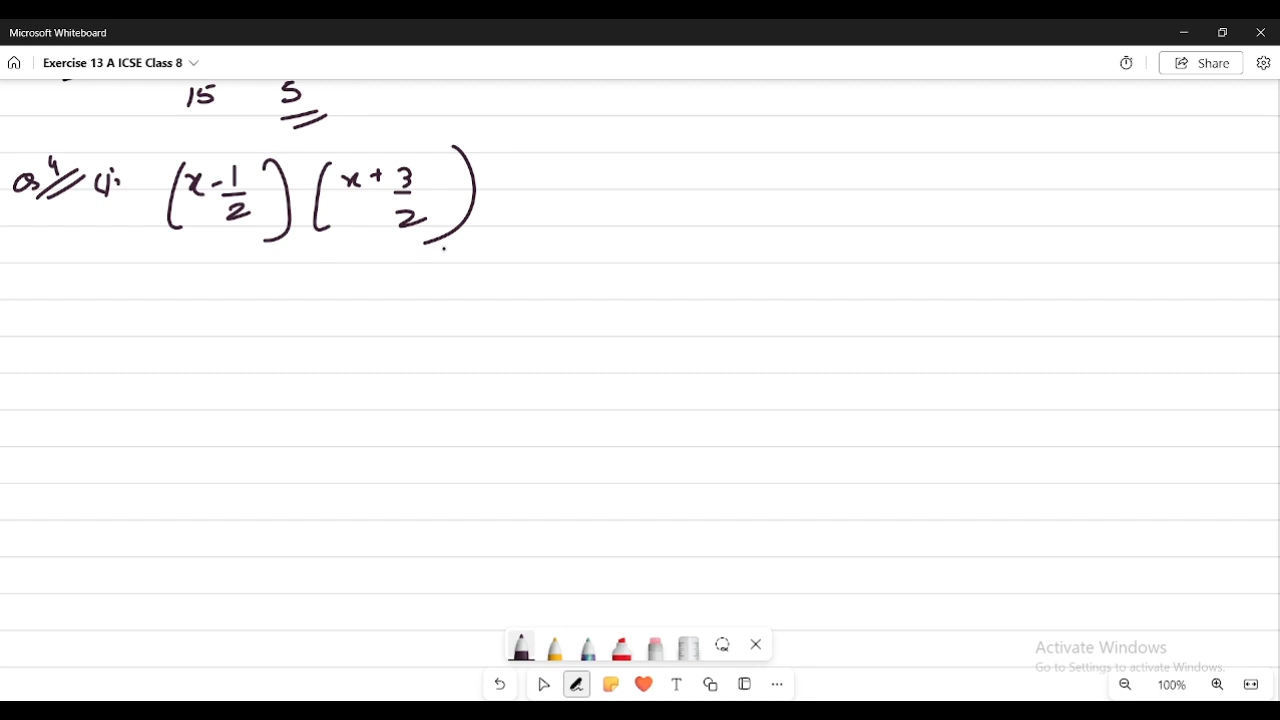 Microsoft Whiteboard
Exercise 13 A ICSE Class 8
Share
15 5
4 (x - 1/2) (x + 3/2)
Activate Windows
Go to Settings to activate Windows.
100%